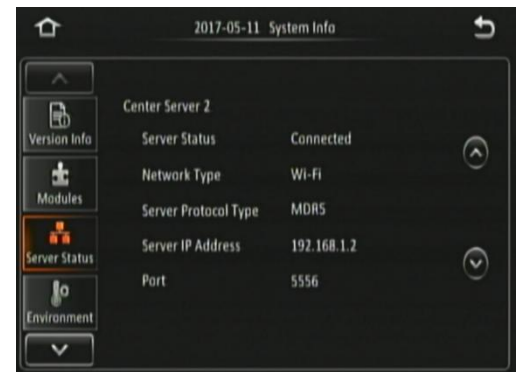 2017-05-11 System Info
Version Info
Modules
Server Status
Environment
Center Server 2
Server Status Connected
Network Type Wi-Fi
Server Protocol Type MDR5
Server IP Address 192.168.1.2
Port 5556